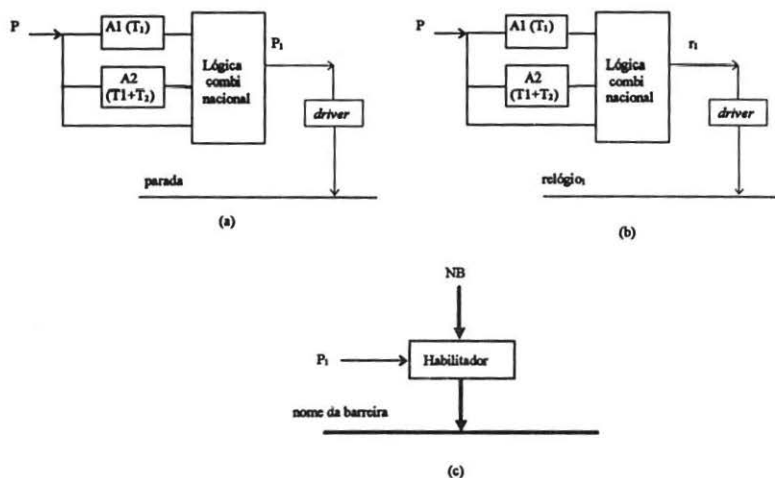 P
A1 (T₁)
A2
(T1+T₂)
Lógica
combi
nacional
P₁
driver
parada
(a)
P
A1 (T₁)
A2
(T1+T₂)
Lógica
combi
nacional
r₁
driver
relógio₁
(b)
NB
P₁
Habilitador
nome da barreira
(c)